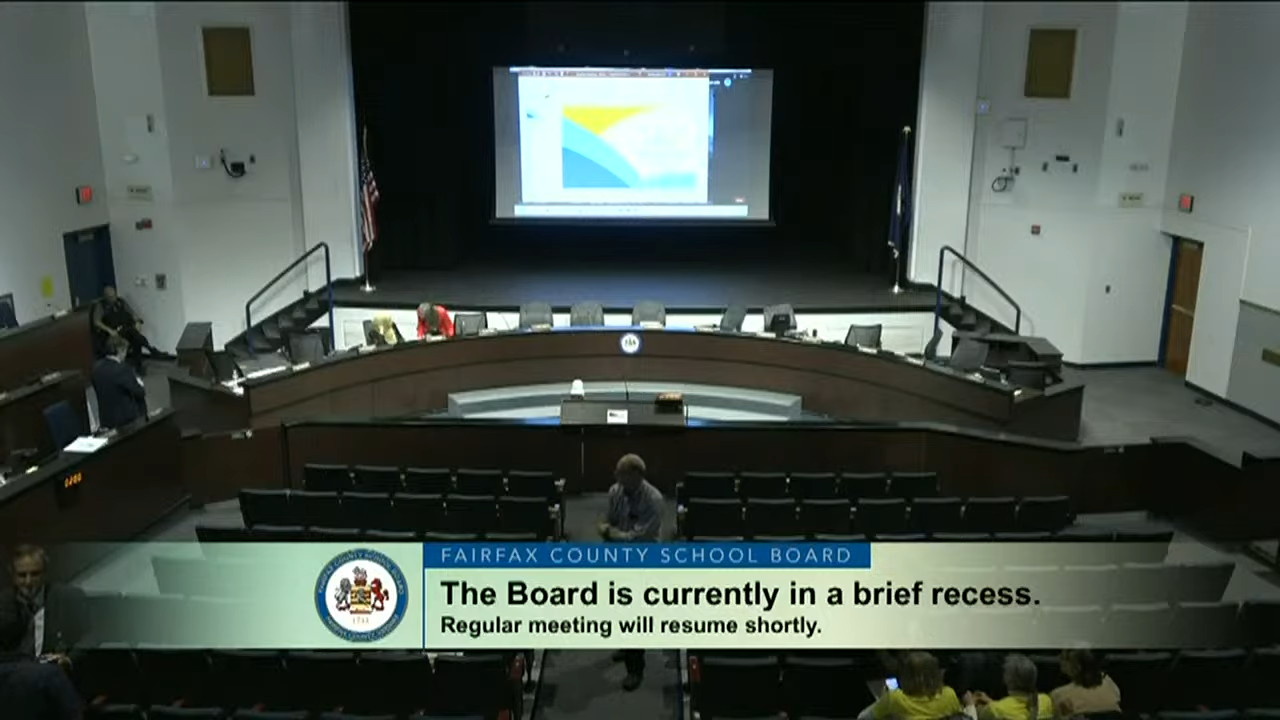 FAIRFAX COUNTY SCHOOL BOARD
The Board is currently in a brief recess.
Regular meeting will resume shortly.